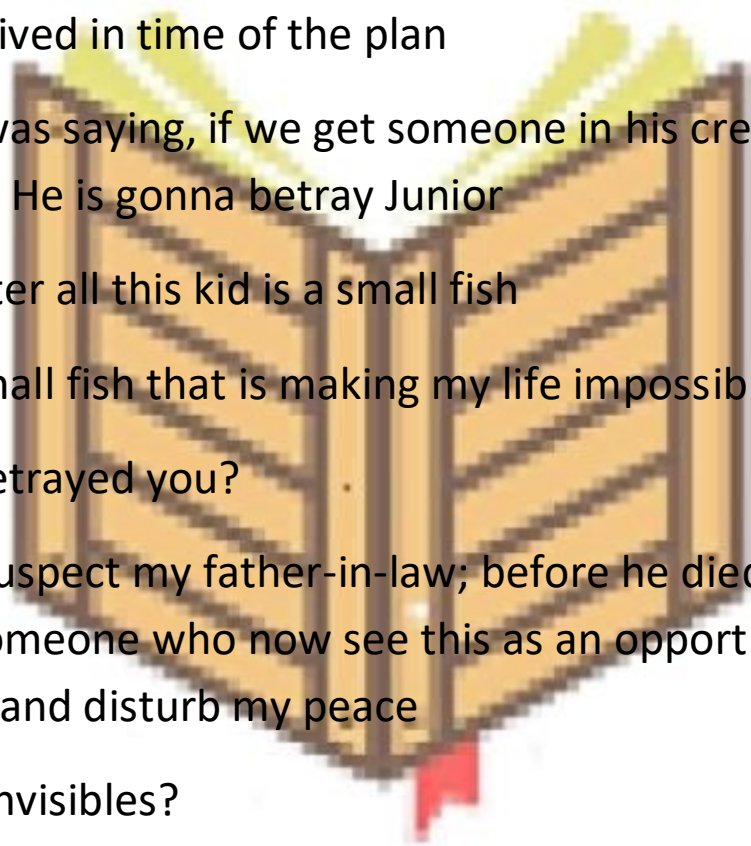 ived in time of the plan
was saying, if we get someone in his cre
He is gonna betray Junior
ter all this kid is a small fish
mall fish that is making my life impossib
etrayed you?
uspect my father-in-law; before he died
omeone who now see this as an opport
and disturb my peace
nvisibles?